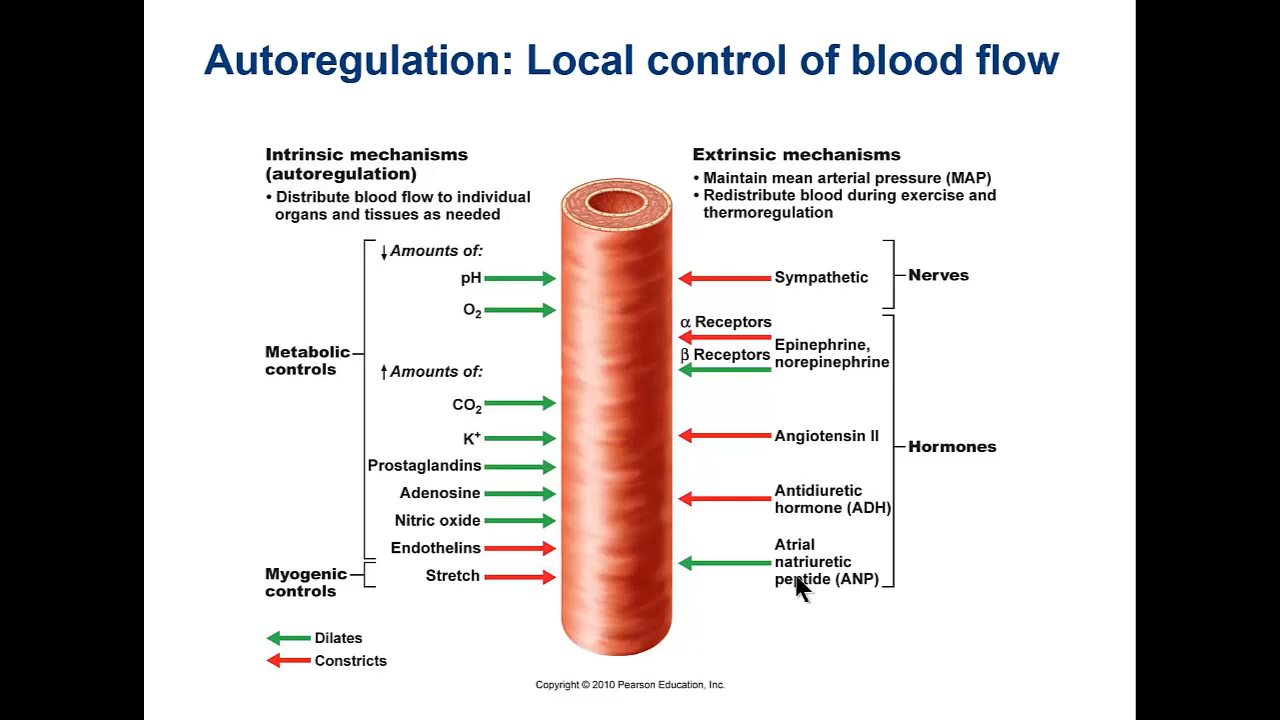 Autoregulation: Local control of blood flow
Intrinsic mechanisms
(autoregulation)
• Distribute blood flow to individual
organs and tissues as needed
↓ Amounts of:
pH
O₂
Metabolic
controls
↑ Amounts of:
CO₂
K⁺
Prostaglandins
Adenosine
Nitric oxide
Endothelins
Myogenic
controls
Stretch
Dilates
Constricts
Extrinsic mechanisms
• Maintain mean arterial pressure (MAP)
• Redistribute blood during exercise and
thermoregulation
Sympathetic
Nerves
α Receptors
β Receptors
Epinephrine,
norepinephrine
Angiotensin II
Hormones
Antidiuretic
hormone (ADH)
Atrial
natriuretic
peptide (ANP)
Copyright © 2010 Pearson Education, Inc.